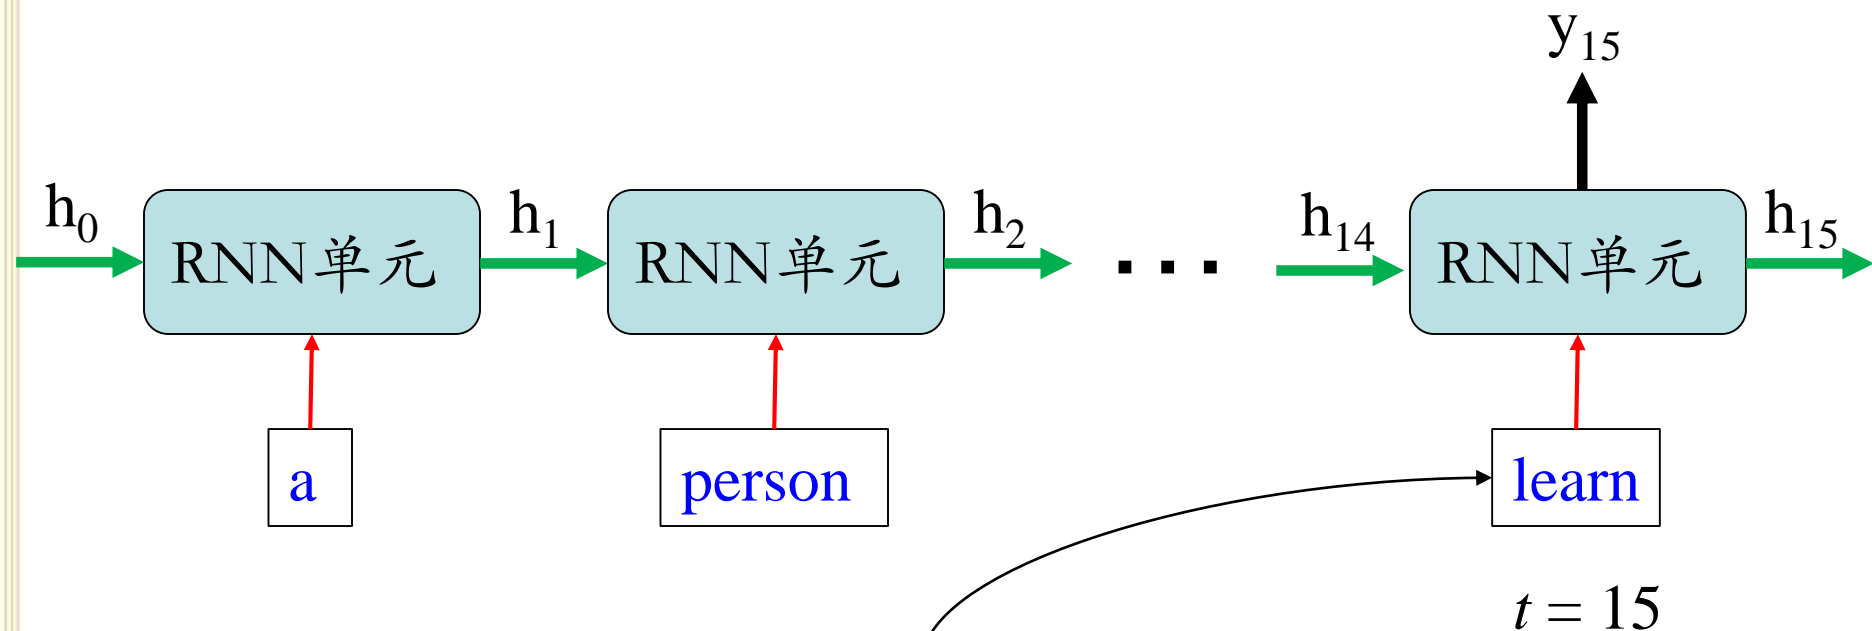 y₁₅
h₀
h₁
h₂
h₁₄
h₁₅
RNN单元
RNN单元
...
RNN单元
a
person
learn
t = 15